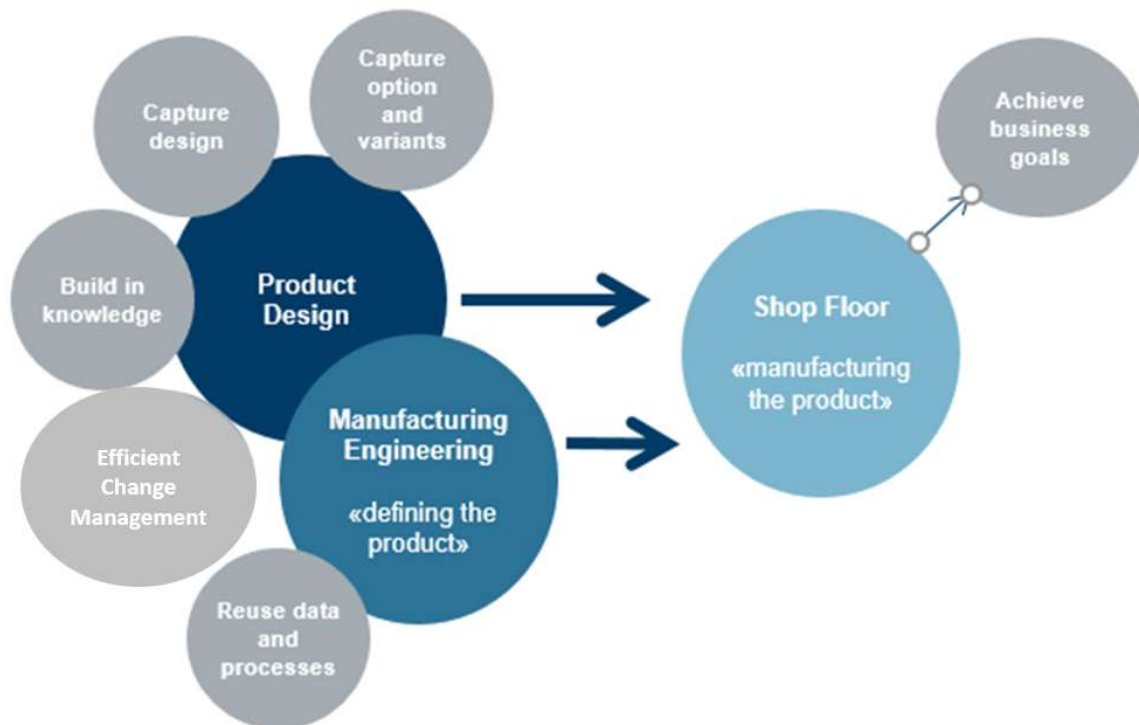 Capture
option
and
variants
Capture
design
Achieve
business
goals
Build in
knowledge
Product
Design
Shop Floor
«manufacturing
the product»
Manufacturing
Engineering
«defining the
product»
Efficient
Change
Management
Reuse data
and
processes